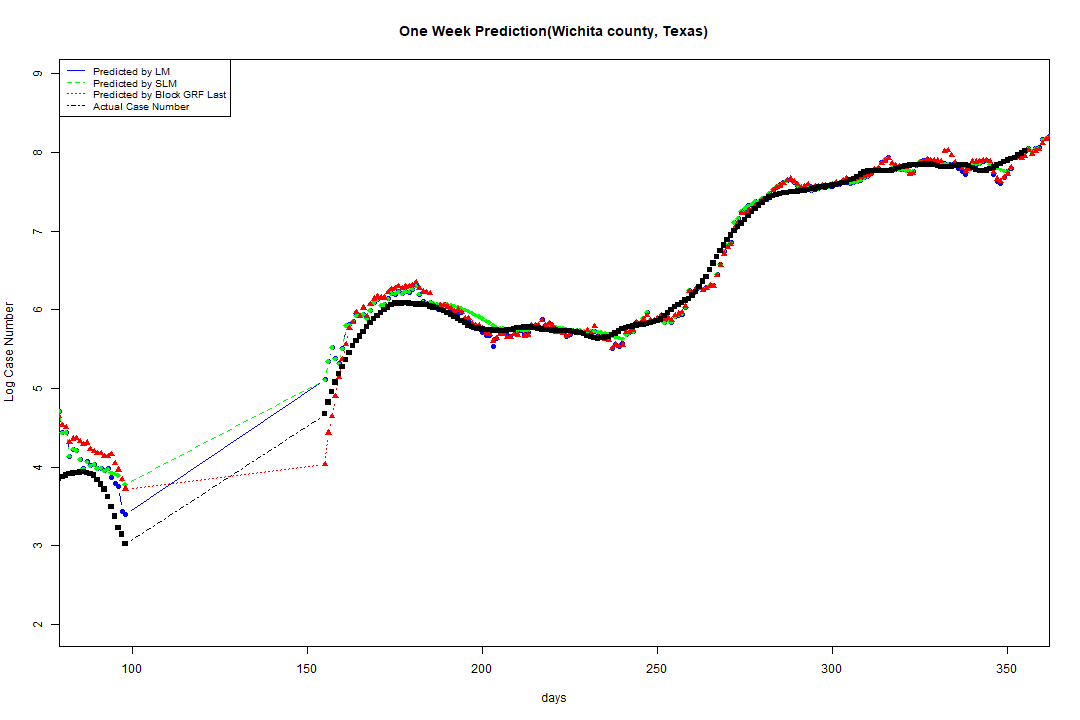 One Week Prediction(Wichita county, Texas)
Predicted by LM
Predicted by SLM
Predicted by Block GRF Last
Actual Case Number
Log Case Number
9
8
7
6
5
4
3
2
100 150 200 250 300 350
days